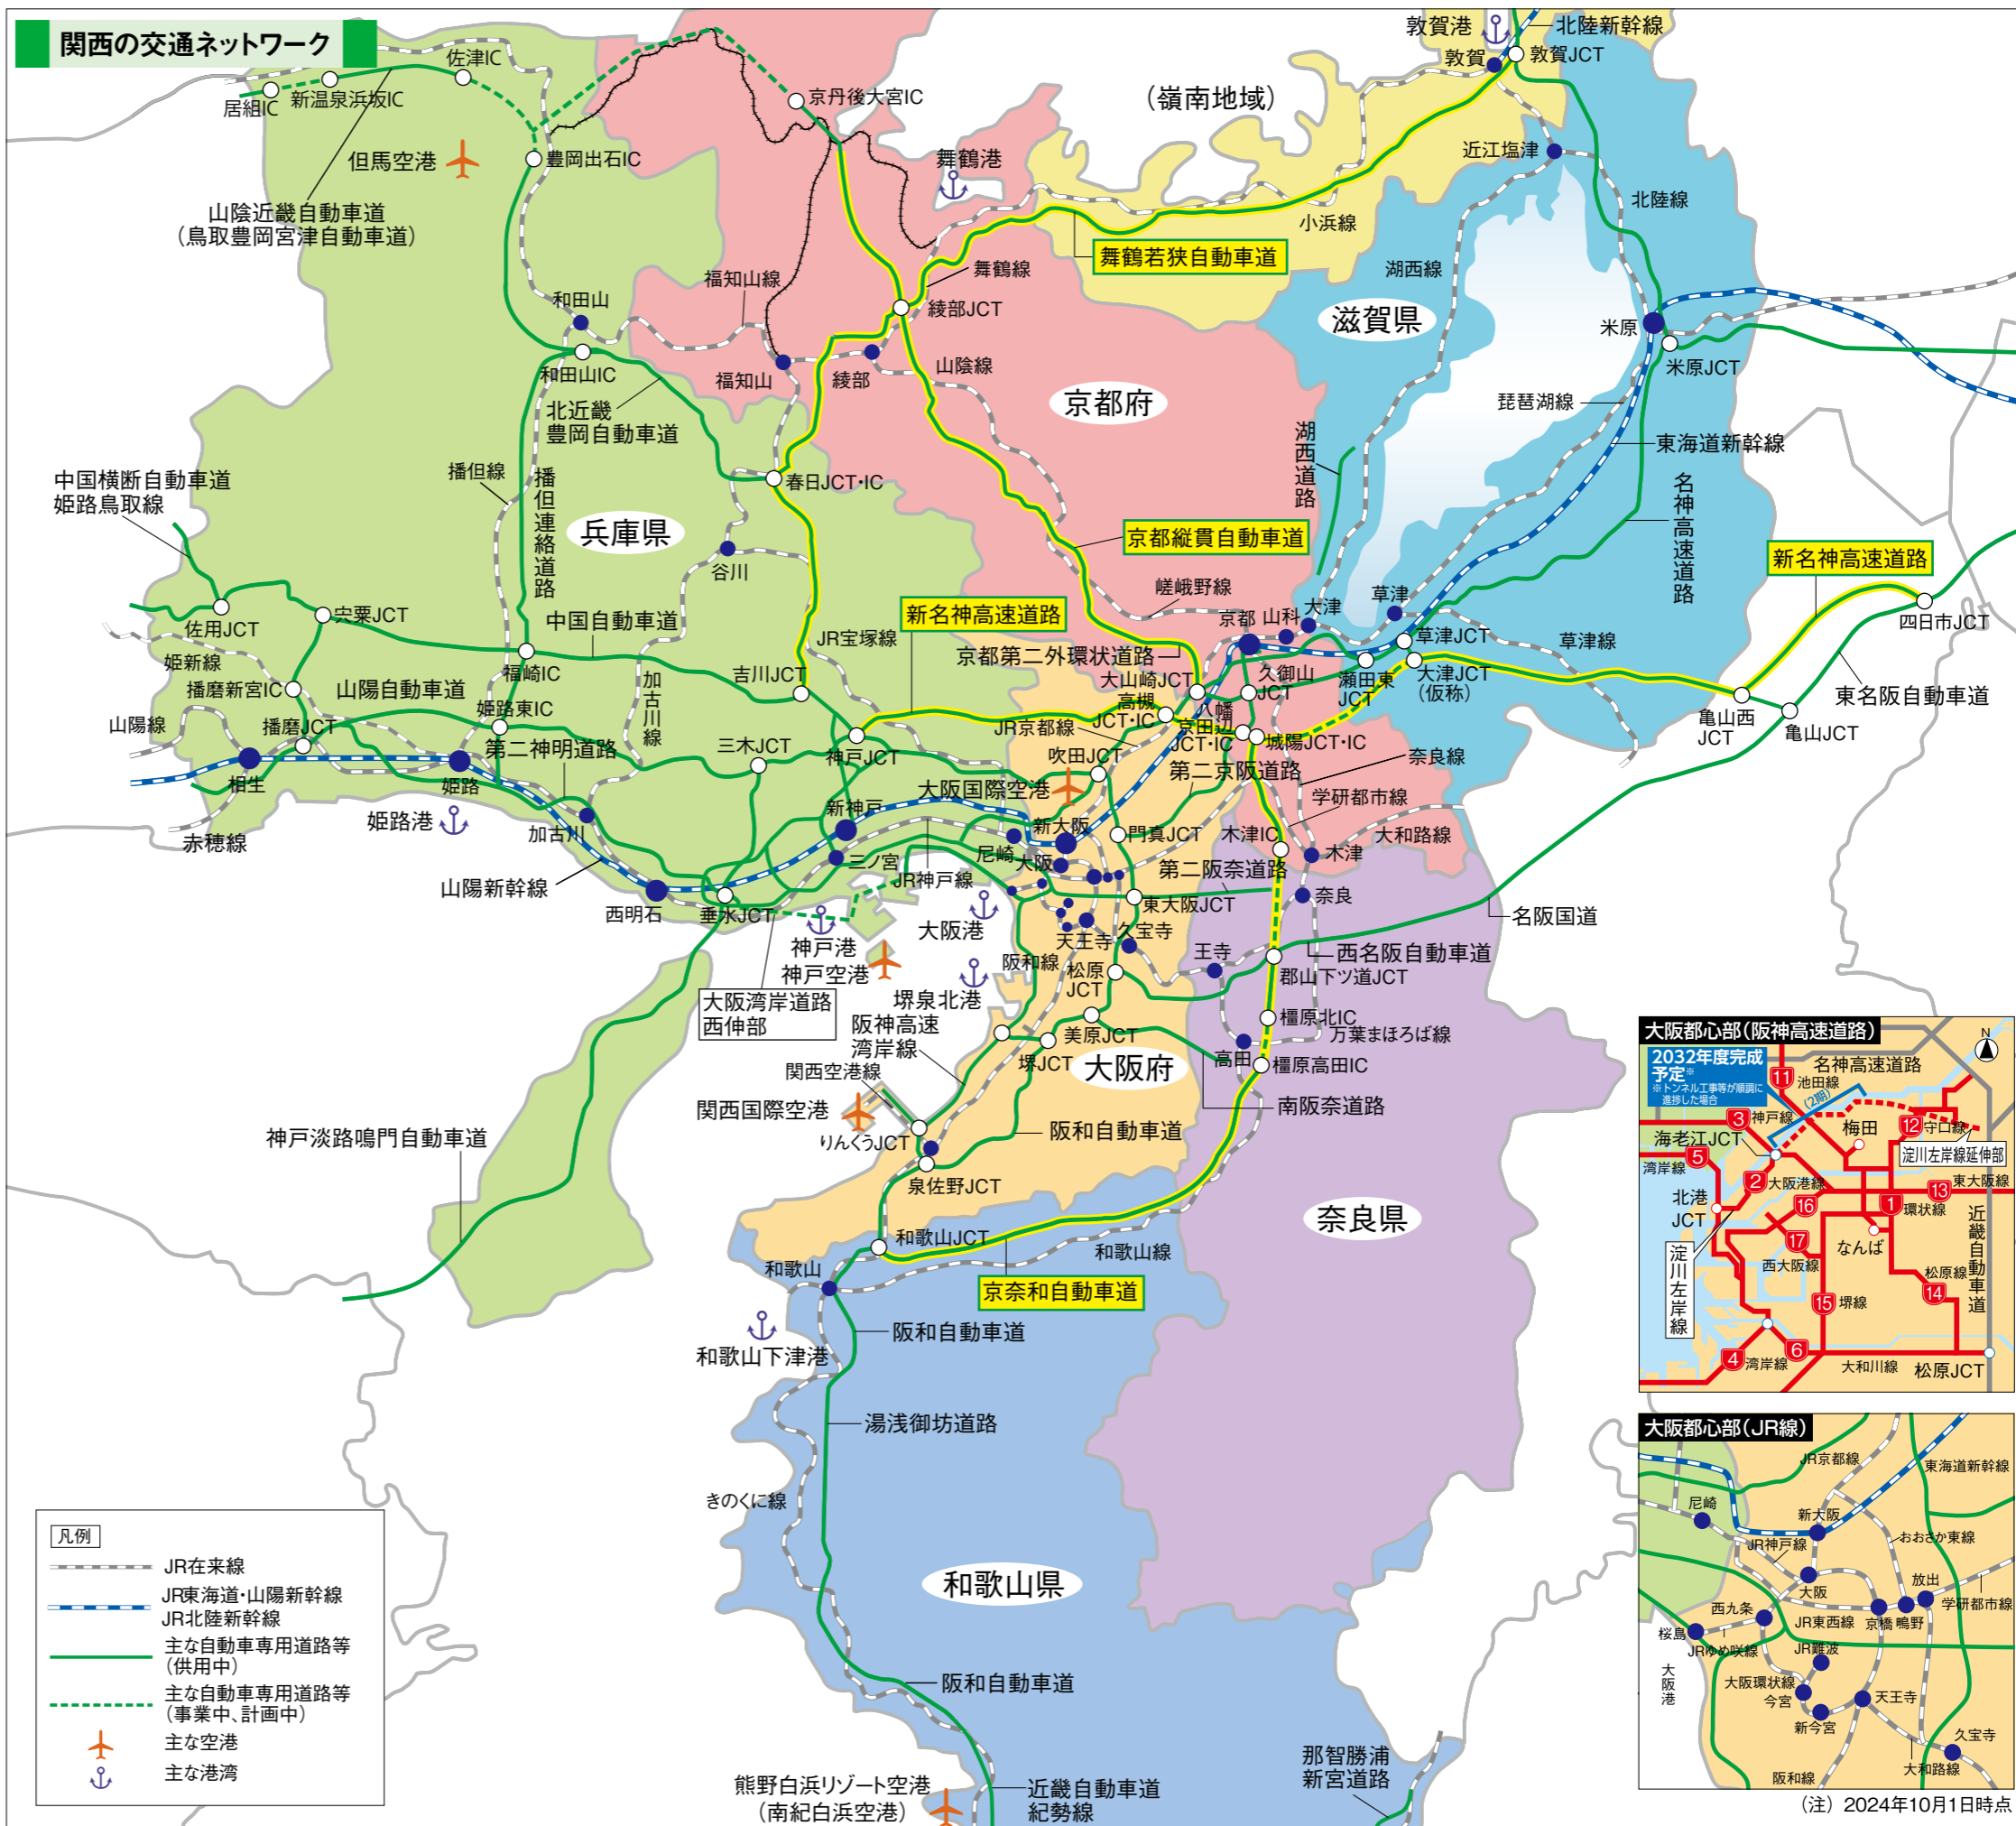 関西の交通ネットワーク
敦賀港
北陸新幹線
敦賀
敦賀JCT
佐津IC
新温泉浜坂IC
居組IC
京丹後大宮IC
(嶺南地域)
但馬空港
豊岡出石IC
舞鶴港
近江塩津
山陰近畿自動車道
(鳥取豊岡宮津自動車道)
北陸線
小浜線
舞鶴若狭自動車道
舞鶴線
湖西線
福知山線
和田山
綾部JCT
滋賀県
米原
米原JCT
和田山IC
福知山
綾部
山陰線
京都府
琵琶湖線
北近畿
豊岡自動車道
東海道新幹線
湖西道路
中国横断自動車道
姫路鳥取線
播但線
播但連絡道路
春日JCT・IC
名神高速道路
兵庫県
京都縦貫自動車道
新名神高速道路
谷川
嵯峨野線
大津
草津
新名神高速道路
京都
山科
四日市JCT
佐用JCT
宍粟JCT
中国自動車道
JR宝塚線
草津JCT
草津線
姫新線
京都第二外環状道路
福崎IC
加古川線
吉川JCT
大山崎JCT
久御山
JCT
瀬田東
JCT
大津JCT
(仮称)
播磨新宮IC
山陽自動車道
高槻
JCT・IC
八幡
京田辺
JCT・IC
東名阪自動車道
姫路東IC
山陽線
播磨JCT
JR京都線
亀山西
JCT
亀山JCT
第二神明道路
三木JCT
神戸JCT
吹田JCT
城陽JCT・IC
相生
姫路
大阪国際空港
第二京阪道路
奈良線
新神戸
学研都市線
姫路港
加古川
新大阪
門真JCT
木津IC
大和路線
赤穂線
尼崎
大阪
木津
三ノ宮
JR神戸線
第二阪奈道路
山陽新幹線
西明石
垂水JCT
東大阪JCT
奈良
名阪国道
神戸港
大阪港
天王寺
久宝寺
神戸空港
阪和線
松原
JCT
王寺
西名阪自動車道
郡山下ツ道JCT
大阪湾岸道路
西伸部
堺泉北港
橿原北IC
阪神高速
湾岸線
美原JCT
万葉まほろば線
堺JCT
大阪府
高田
橿原高田IC
関西空港線
関西国際空港
南阪奈道路
りんくうJCT
阪和自動車道
神戸淡路鳴門自動車道
泉佐野JCT
奈良県
和歌山JCT
和歌山線
和歌山
京奈和自動車道
阪和自動車道
和歌山下津港
湯浅御坊道路
きのくに線
和歌山県
阪和自動車道
那智勝浦
新宮道路
熊野白浜リゾート空港
(南紀白浜空港)
近畿自動車道
紀勢線
凡例
JR在来線
JR東海道・山陽新幹線
JR北陸新幹線
主な自動車専用道路等
(供用中)
主な自動車専用道路等
(事業中、計画中)
主な空港
主な港湾
大阪都心部(阪神高速道路)
N
2032年度完成
予定※
※トンネル工事等が順調に
進捗した場合
名神高速道路
11
池田線
(2期)
3
神戸線
梅田
12
守口線
海老江JCT
淀川左岸線延伸部
5
湾岸線
2
大阪港線
13
東大阪線
北港
JCT
16
1
環状線
17
なんば
近畿自動車道
西大阪線
淀川左岸線
松原線
14
15
堺線
4
湾岸線
6
大和川線
松原JCT
大阪都心部(JR線)
JR京都線
東海道新幹線
尼崎
新大阪
おおさか東線
JR神戸線
大阪
放出
学研都市線
西九条
JR東西線
京橋
鴫野
桜島
JRゆめ咲線
JR難波
大阪港
大阪環状線
今宮
天王寺
新今宮
久宝寺
大和路線
阪和線
(注) 2024年10月1日時点